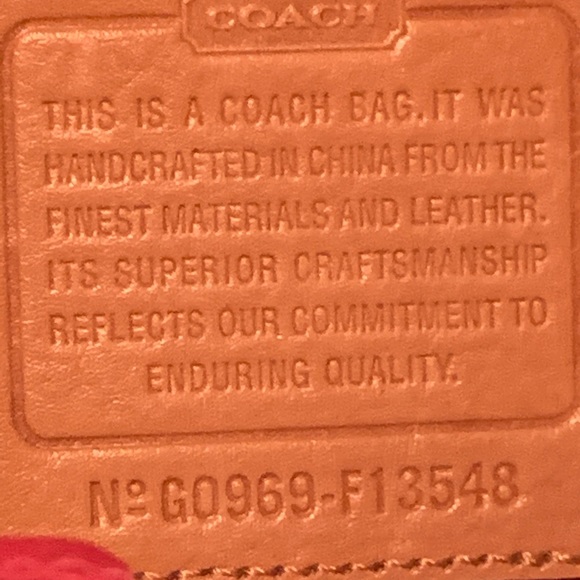 COACH
THIS IS A COACH BAG.IT WAS
HANDCRAFTED IN CHINA FROM THE
FINEST MATERIALS AND LEATHER.
ITS SUPERIOR CRAFTSMANSHIP
REFLECTS OUR COMMITMENT TO
ENDURING QUALITY.
Nº G0969-F13548